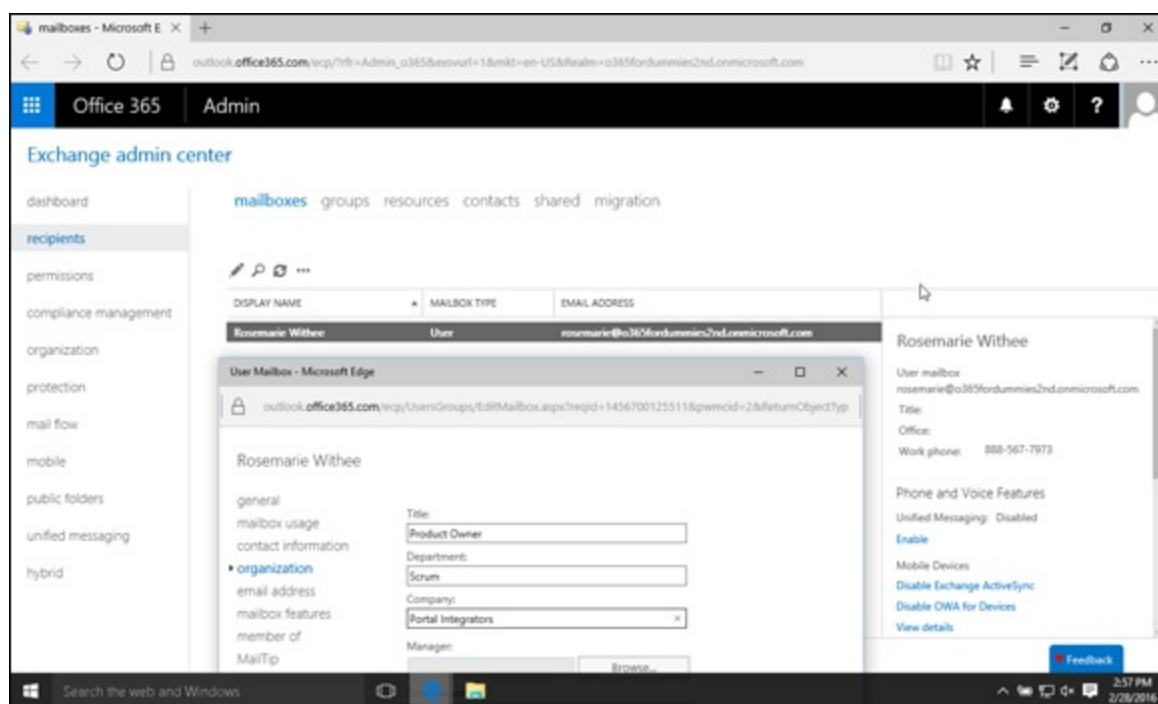 mailboxes - Microsoft E
outlook.office365.com/ecp/?rfr=Admin_o365&exsvurl=1&mkt=en-US&Realm=o365fordummies2nd.onmicrosoft.com
Office 365 Admin ?
Exchange admin center
dashboard
recipients
permissions
compliance management
organization
protection
mail flow
mobile
public folders
unified messaging
hybrid
mailboxes groups resources contacts shared migration
DISPLAY NAME MAILBOX TYPE EMAIL ADDRESS
Rosemarie Withee User rosemarie@o365fordummies2nd.onmicrosoft.com
User Mailbox - Microsoft Edge
outlook.office365.com/ecp/UsersGroups/EditMailbox.aspx?reqId=1456700125511&pwmcid=2&ReturnObjectTyp
Rosemarie Withee
general
mailbox usage
contact information
organization
email address
mailbox features
member of
MailTip
Title:
Product Owner
Department:
Scrum
Company:
Portal Integrators
Manager:
Browse...
Rosemarie Withee
User mailbox
rosemarie@o365fordummies2nd.onmicrosoft.com
Title:
Office:
Work phone: 888-567-7973
Phone and Voice Features
Unified Messaging: Disabled
Enable
Mobile Devices
Disable Exchange ActiveSync
Disable OWA for Devices
View details
Feedback
Search the web and Windows
2:57 PM
2/28/2016